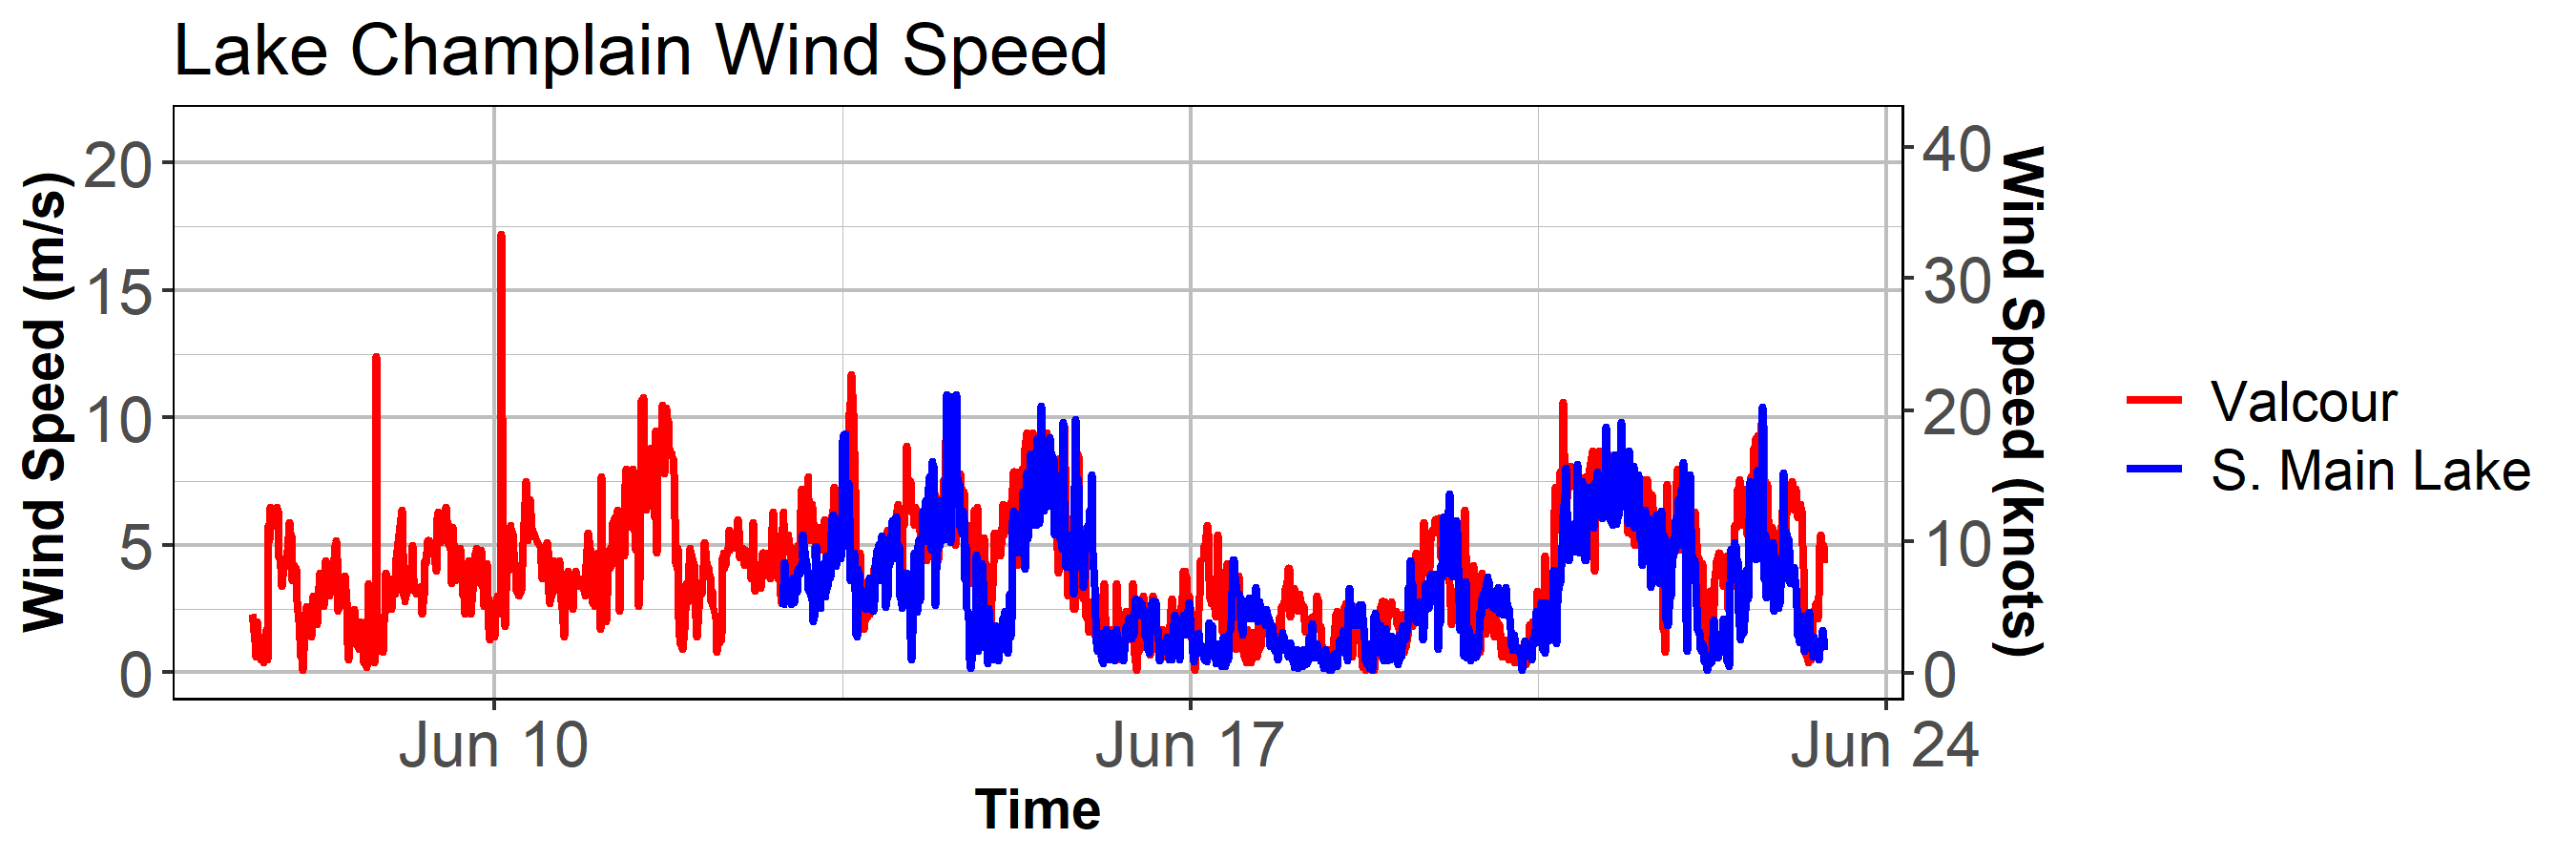 Lake Champlain Wind Speed
Wind Speed (m/s)
20
15
10
5
0
40
30
20
10
0
Wind Speed (knots)
Jun 10
Jun 17
Jun 24
Time
Valcour
S. Main Lake